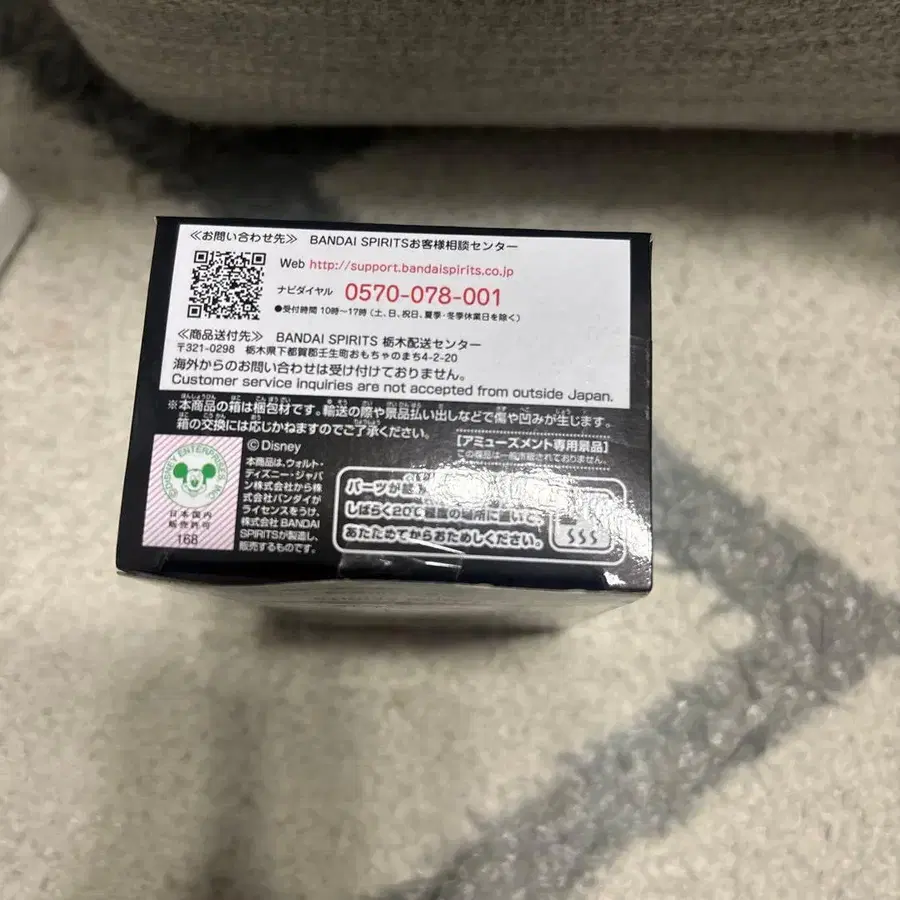 ≪お問い合わせ先≫ BANDAI SPIRITSお客様相談センター
Web http://support.bandaispirits.co.jp
ナビダイヤル 0570-078-001
●受付時間 10時〜17時 (土、日、祝日、夏季・冬季休業日を除く)
≪商品送付先≫ BANDAI SPIRITS 栃木配送センター
〒321-0298 栃木県下都賀郡壬生町おもちゃのまち4-2-20
海外からのお問い合わせは受け付けておりません。
Customer service inquiries are not accepted from outside Japan.
※本商品の箱は梱包材です。輸送の際や景品払い出しなどで傷や凹みが生じます。
箱の交換には応じかねますのでご了承ください。
【アミューズメント専用景品】
この景品は一般市販されておりません。
©DISNEY ENTERPRISES INC.
日本国内
販売許可
168
©Disney
本商品は、ウォルト・
ディズニー・ジャパ
ン株式会社から株
式会社バンダイが
ライセンスをうけ、
株式会社 BANDAI
SPIRITSが製造し、
販売するものです。
パーツが
しばらく20℃程度の場所に置いて、
あたためてからおためしください。